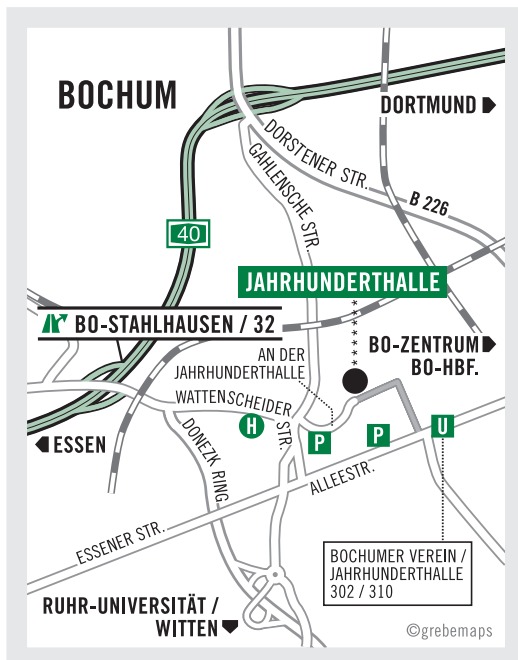 BOCHUM
DORTMUND
DORSTENER STR.
GAHLENSCHE STR.
B 226
40
JAHRHUNDERTHALLE
BO-STAHLHAUSEN / 32
BO-ZENTRUM
BO-HBF.
AN DER
JAHRHUNDERTHALLE
WATTENSCHEIDER
STR.
H
P
P
U
ESSEN
DONEZK RING
ALLEESTR.
ESSENER STR.
BOCHUMER VEREIN /
JAHRHUNDERTHALLE
302 / 310
RUHR-UNIVERSITÄT /
WITTEN
©grebemaps